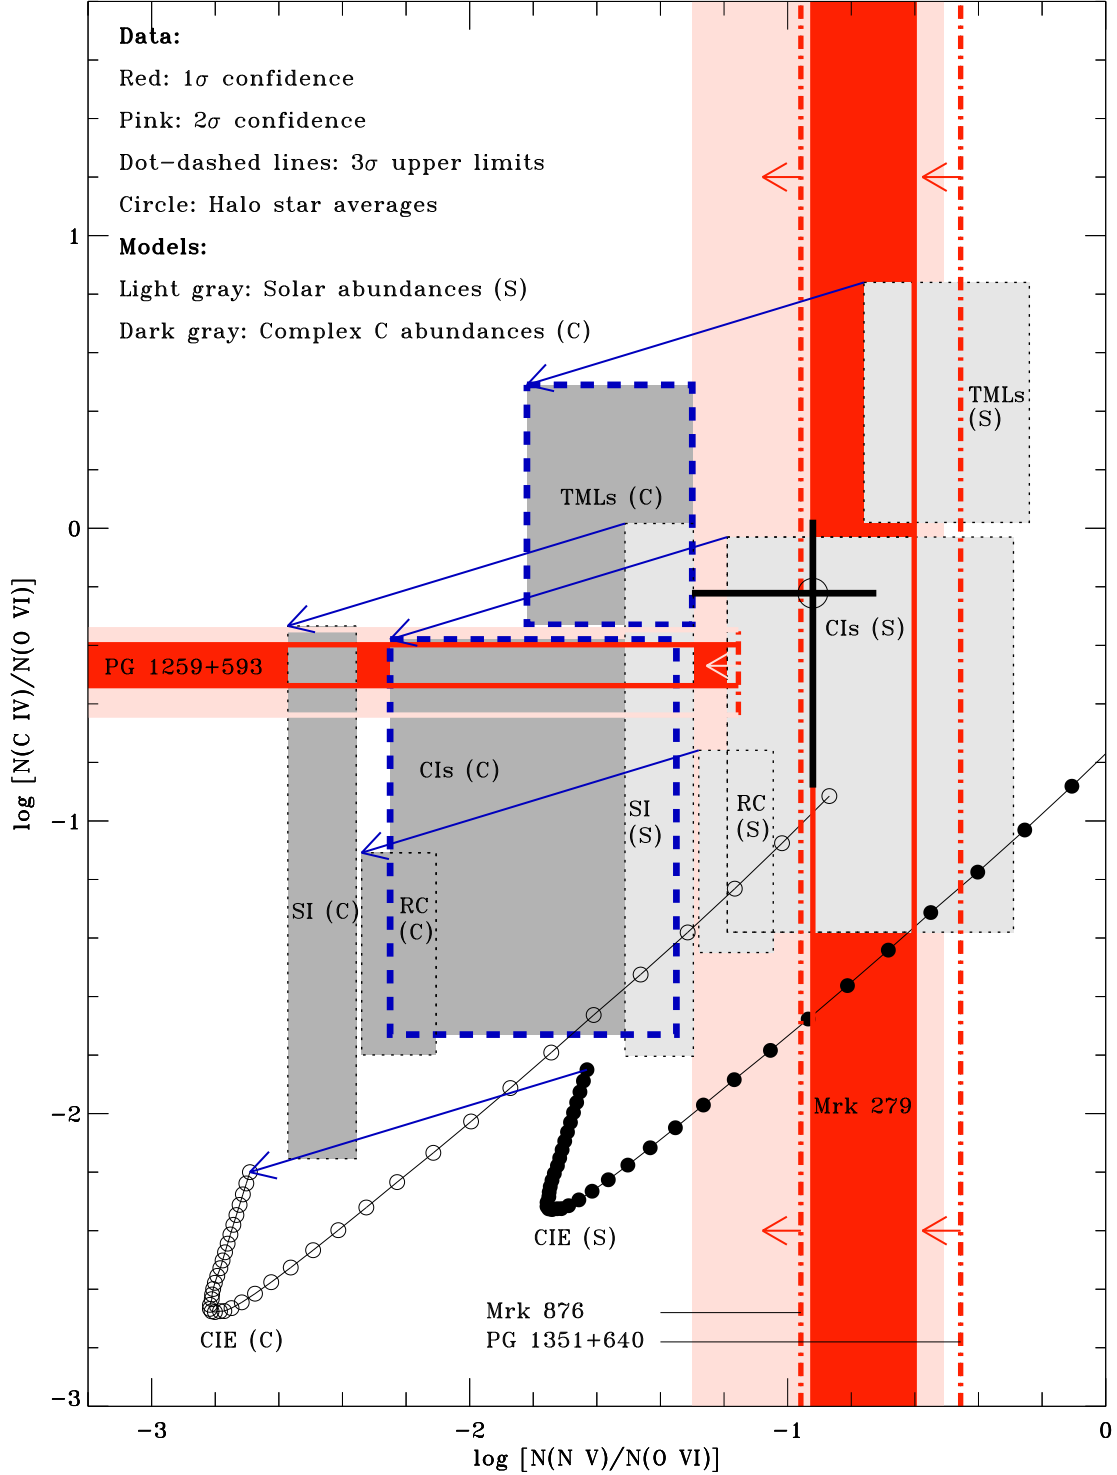 Data:
Red: 1σ confidence
Pink: 2σ confidence
Dot-dashed lines: 3σ upper limits
Circle: Halo star averages
Models:
Light gray: Solar abundances (S)
Dark gray: Complex C abundances (C)
1
0
-1
-2
-3
log [N(C IV)/N(O VI)]
TMLs
(S)
TMLs (C)
CIs (S)
PG 1259+593
CIs (C)
SI
(S)
RC
(S)
SI (C)
RC
(C)
Mrk 279
CIE (S)
CIE (C)
Mrk 876
PG 1351+640
-3
-2
-1
0
log [N(N V)/N(O VI)]